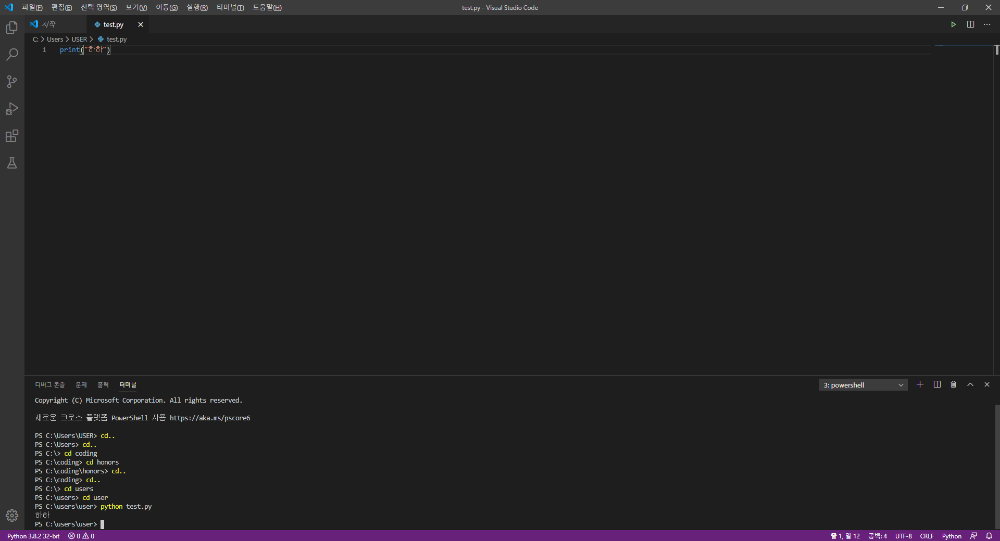 파일(F) 편집(E) 선택 영역(S) 보기(V) 이동(G) 실행(R) 터미널(T) 도움말(H) test.py - Visual Studio Code
시작 test.py
C: Users USER test.py
1 print("하하")
디버그 콘솔 문제 출력 터미널 3: powershell
Copyright (C) Microsoft Corporation. All rights reserved.
새로운 크로스 플랫폼 PowerShell 사용 https://aka.ms/pscore6
PS C:\Users\USER> cd..
PS C:\Users> cd..
PS C:\> cd coding
PS C:\coding> cd honors
PS C:\coding\honors> cd..
PS C:\coding> cd..
PS C:\> cd users
PS C:\users> cd user
PS C:\users\user> python test.py
하하
PS C:\users\user>
Python 3.8.2 32-bit 0 0 줄 1, 열 12 공백: 4 UTF-8 CRLF Python